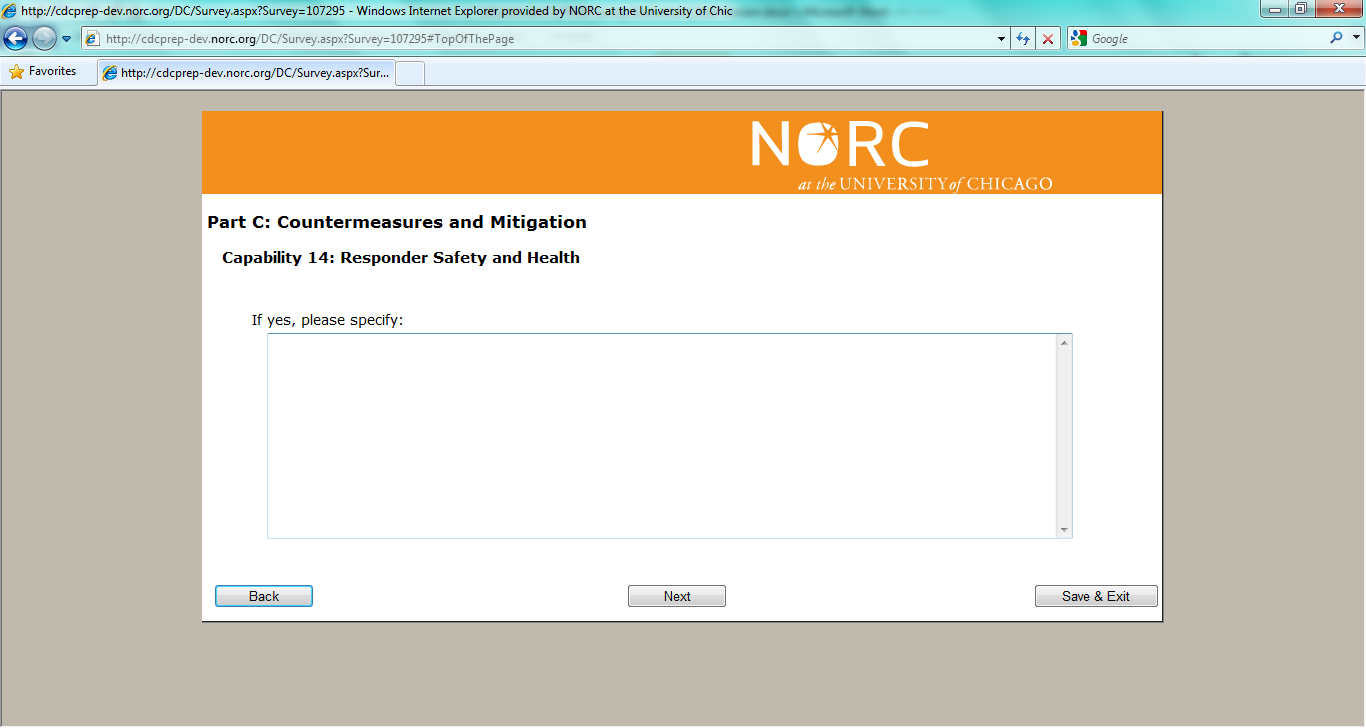 http://cdcprep-dev.norc.org/DC/Survey.aspx?Survey=107295 - Windows Internet Explorer provided by NORC at the University of Chic
http://cdcprep-dev.norc.org/DC/Survey.aspx?Survey=107295#TopOfThePage
Google
Favorites
http://cdcprep-dev.norc.org/DC/Survey.aspx?Sur...
NORC
at the UNIVERSITY of CHICAGO
Part C: Countermeasures and Mitigation
Capability 14: Responder Safety and Health
If yes, please specify:
Back
Next
Save & Exit